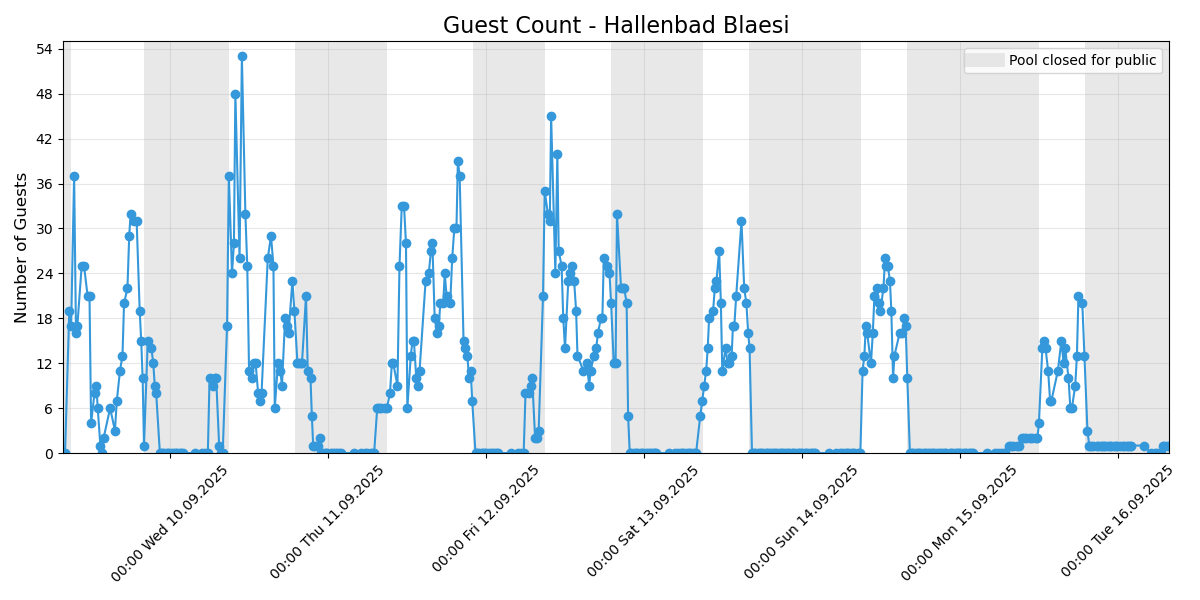 Guest Count - Hallenbad Blaesi
Pool closed for public
Number of Guests
54
48
42
36
30
24
18
12
6
0
00:00 Wed 10.09.2025
00:00 Thu 11.09.2025
00:00 Fri 12.09.2025
00:00 Sat 13.09.2025
00:00 Sun 14.09.2025
00:00 Mon 15.09.2025
00:00 Tue 16.09.2025